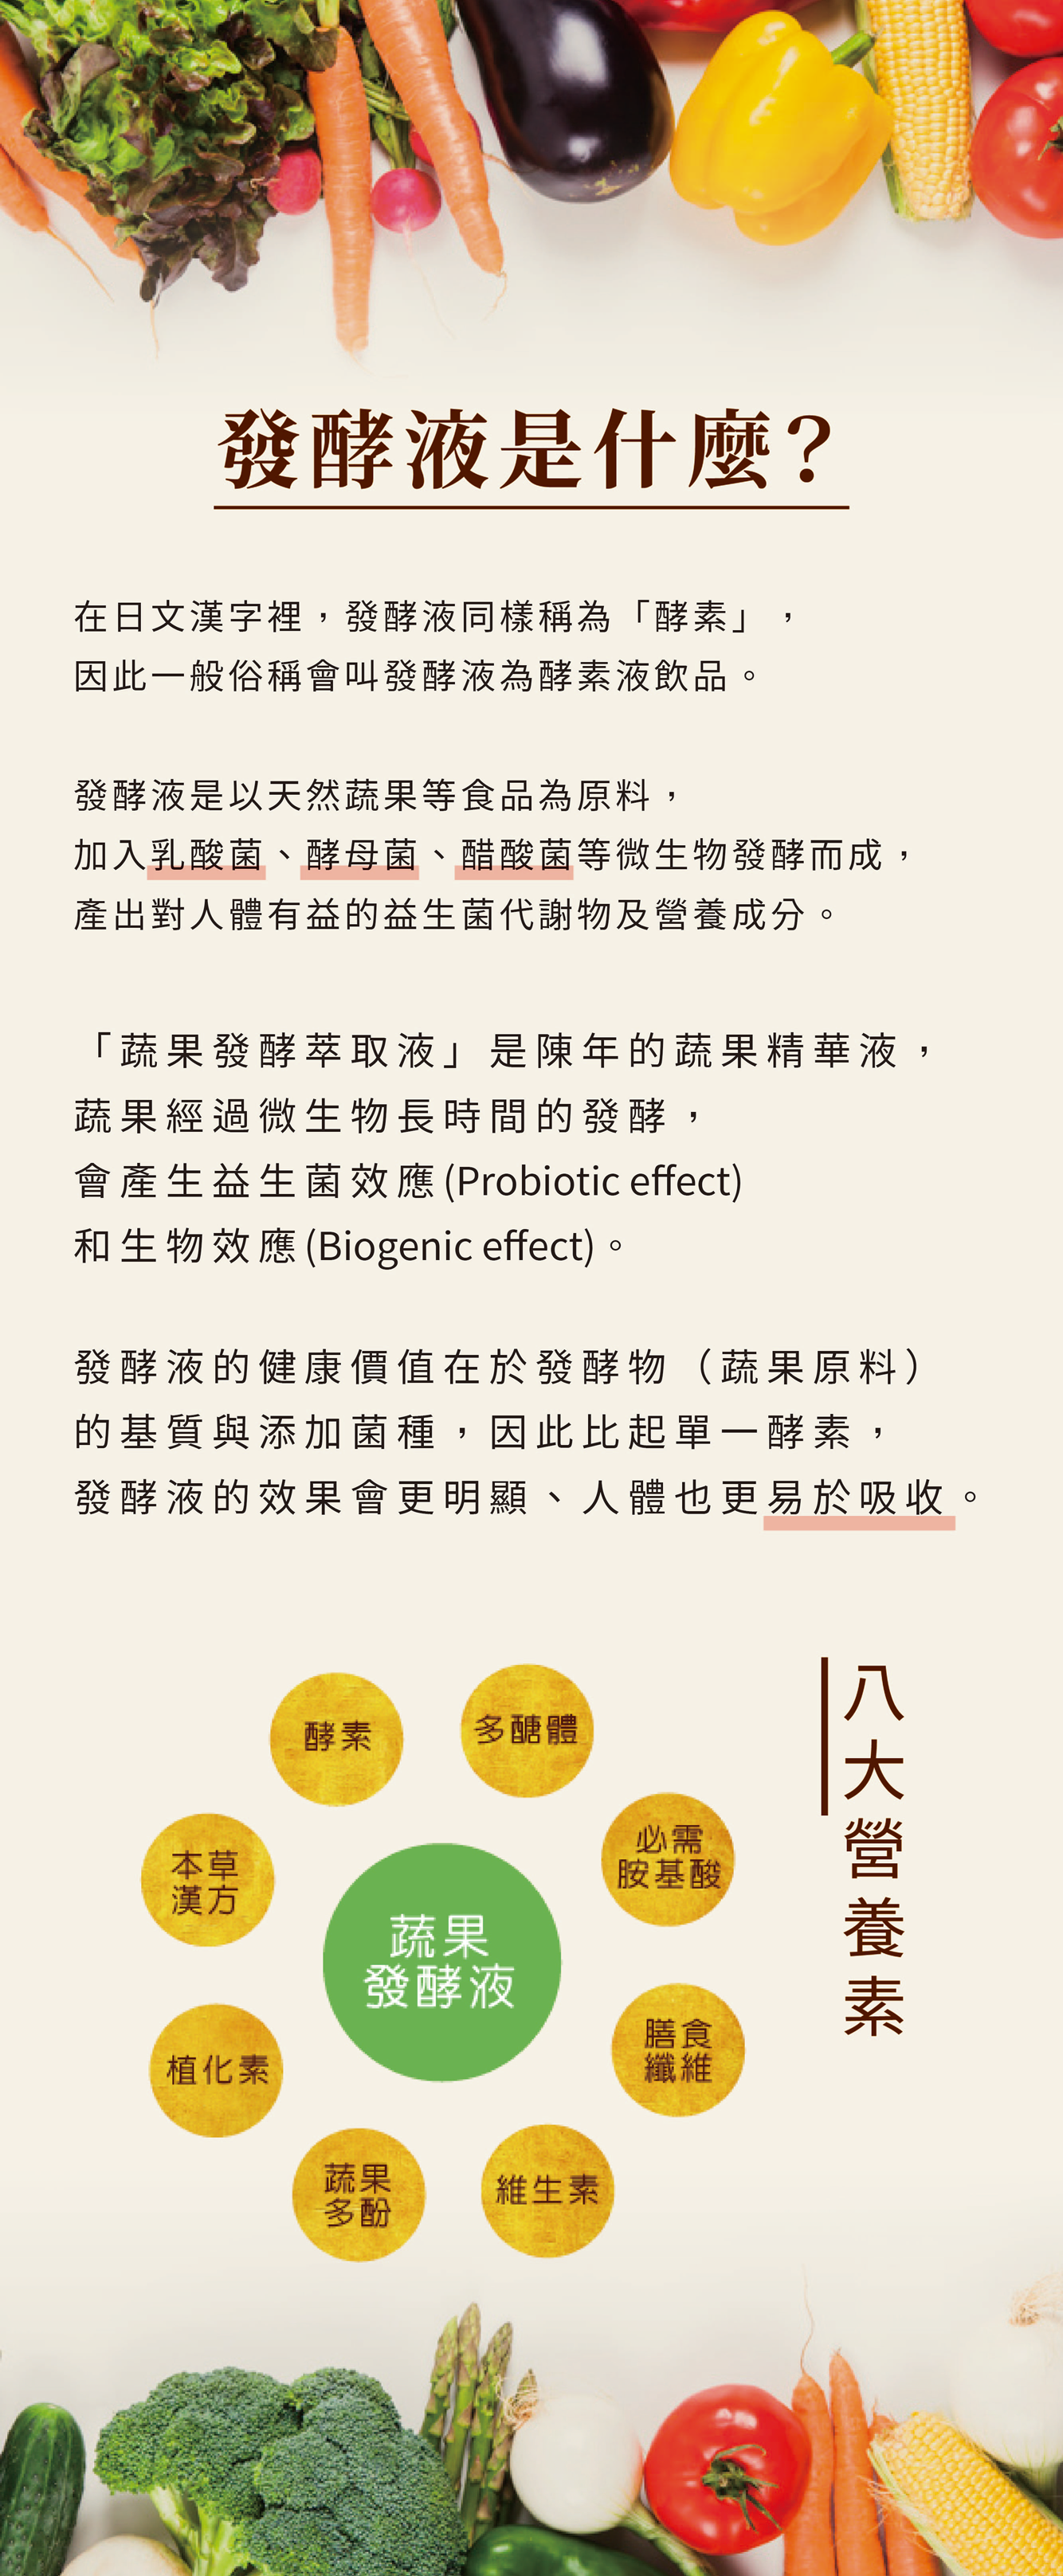 發酵液是什麼？
在日文漢字裡，發酵液同樣稱為「酵素」，
因此一般俗稱會叫發酵液為酵素液飲品。
發酵液是以天然蔬果等食品為原料，
加入乳酸菌、酵母菌、醋酸菌等微生物發酵而成，
產出對人體有益的益生菌代謝物及營養成分。
「蔬果發酵萃取液」是陳年的蔬果精華液，
蔬果經過微生物長時間的發酵，
會產生益生菌效應(Probiotic effect)
和生物效應(Biogenic effect)。
發酵液的健康價值在於發酵物（蔬果原料）
的基質與添加菌種，因此比起單一酵素，
發酵液的效果會更明顯、人體也更易於吸收。
八大營養素
酵素
多醣體
必需
胺基酸
膳食
纖維
維生素
蔬果
多酚
植化素
本草
漢方
蔬果
發酵液